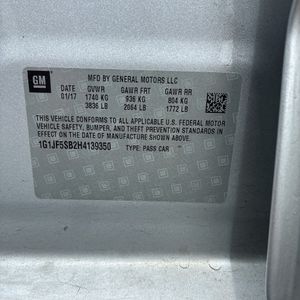 GM
MFD BY GENERAL MOTORS LLC
DATE GVWR GAWR FRT GAWR RR
01/17 1740 KG 936 KG 804 KG
3836 LB 2064 LB 1772 LB
THIS VEHICLE CONFORMS TO ALL APPLICABLE U.S. FEDERAL MOTOR
VEHICLE SAFETY, BUMPER, AND THEFT PREVENTION STANDARDS
IN EFFECT ON THE DATE OF MANUFACTURE SHOWN ABOVE.
1G1JF5SB2H4139350 TYPE: PASS CAR